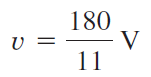 v = 180/11 V